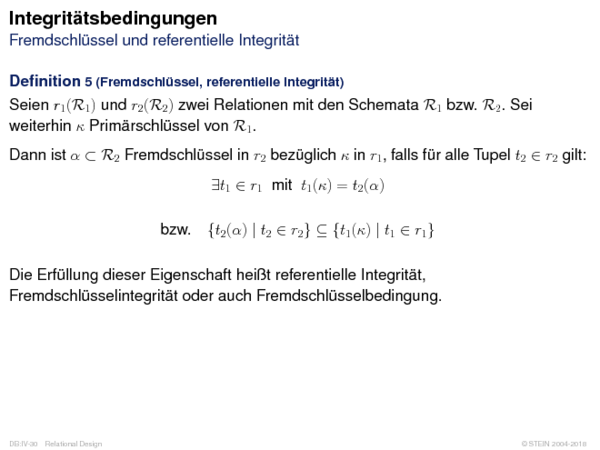 Integritätsbedingungen
Fremdschlüssel und referentielle Integrität
Definition 5 (Fremdschlüssel, referentielle Integrität)
Seien r₁(ℛ₁) und r₂(ℛ₂) zwei Relationen mit den Schemata ℛ₁ bzw. ℛ₂. Sei
weiterhin κ Primärschlüssel von ℛ₁.
Dann ist α ⊂ ℛ₂ Fremdschlüssel in r₂ bezüglich κ in r₁, falls für alle Tupel t₂ ∈ r₂ gilt:
∃t₁ ∈ r₁ mit t₁(κ) = t₂(α)
bzw. {t₂(α) | t₂ ∈ r₂} ⊆ {t₁(κ) | t₁ ∈ r₁}
Die Erfüllung dieser Eigenschaft heißt referentielle Integrität,
Fremdschlüsselintegrität oder auch Fremdschlüsselbedingung.
DB:IV-30 Relational Design © STEIN 2004-2018